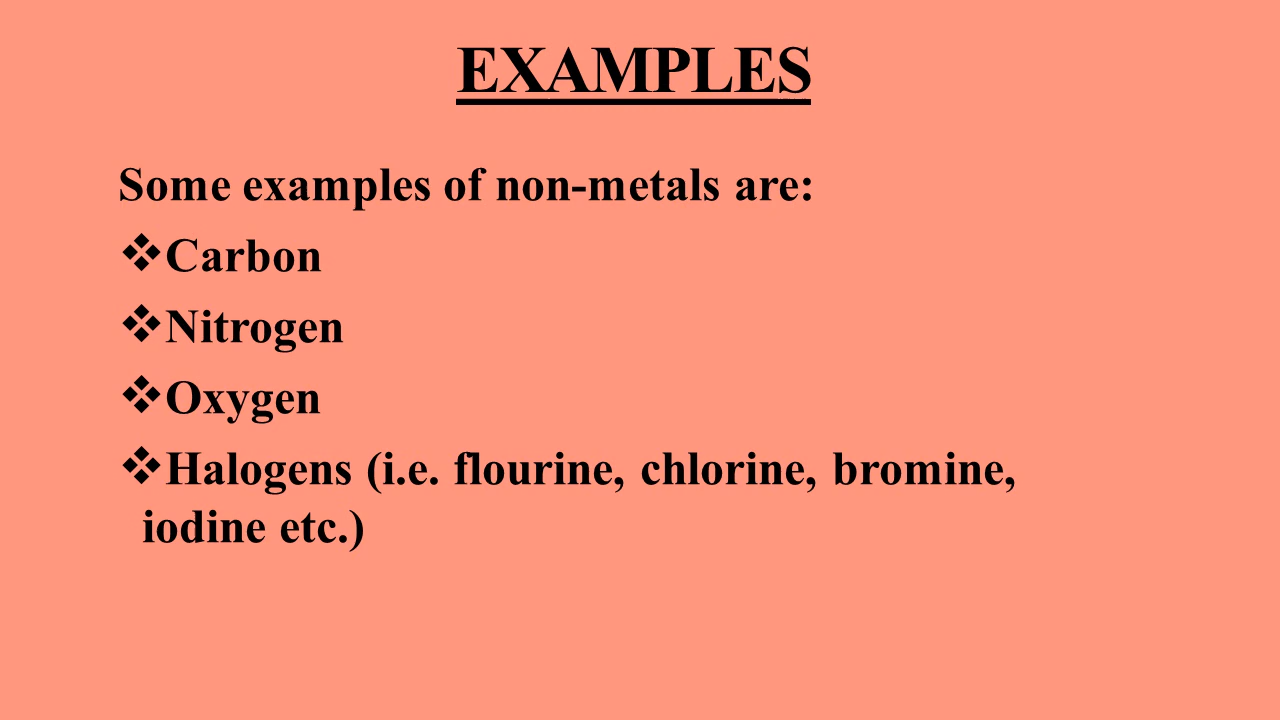 EXAMPLES
Some examples of non-metals are:
❖Carbon
❖Nitrogen
❖Oxygen
❖Halogens (i.e. flourine, chlorine, bromine,
iodine etc.)